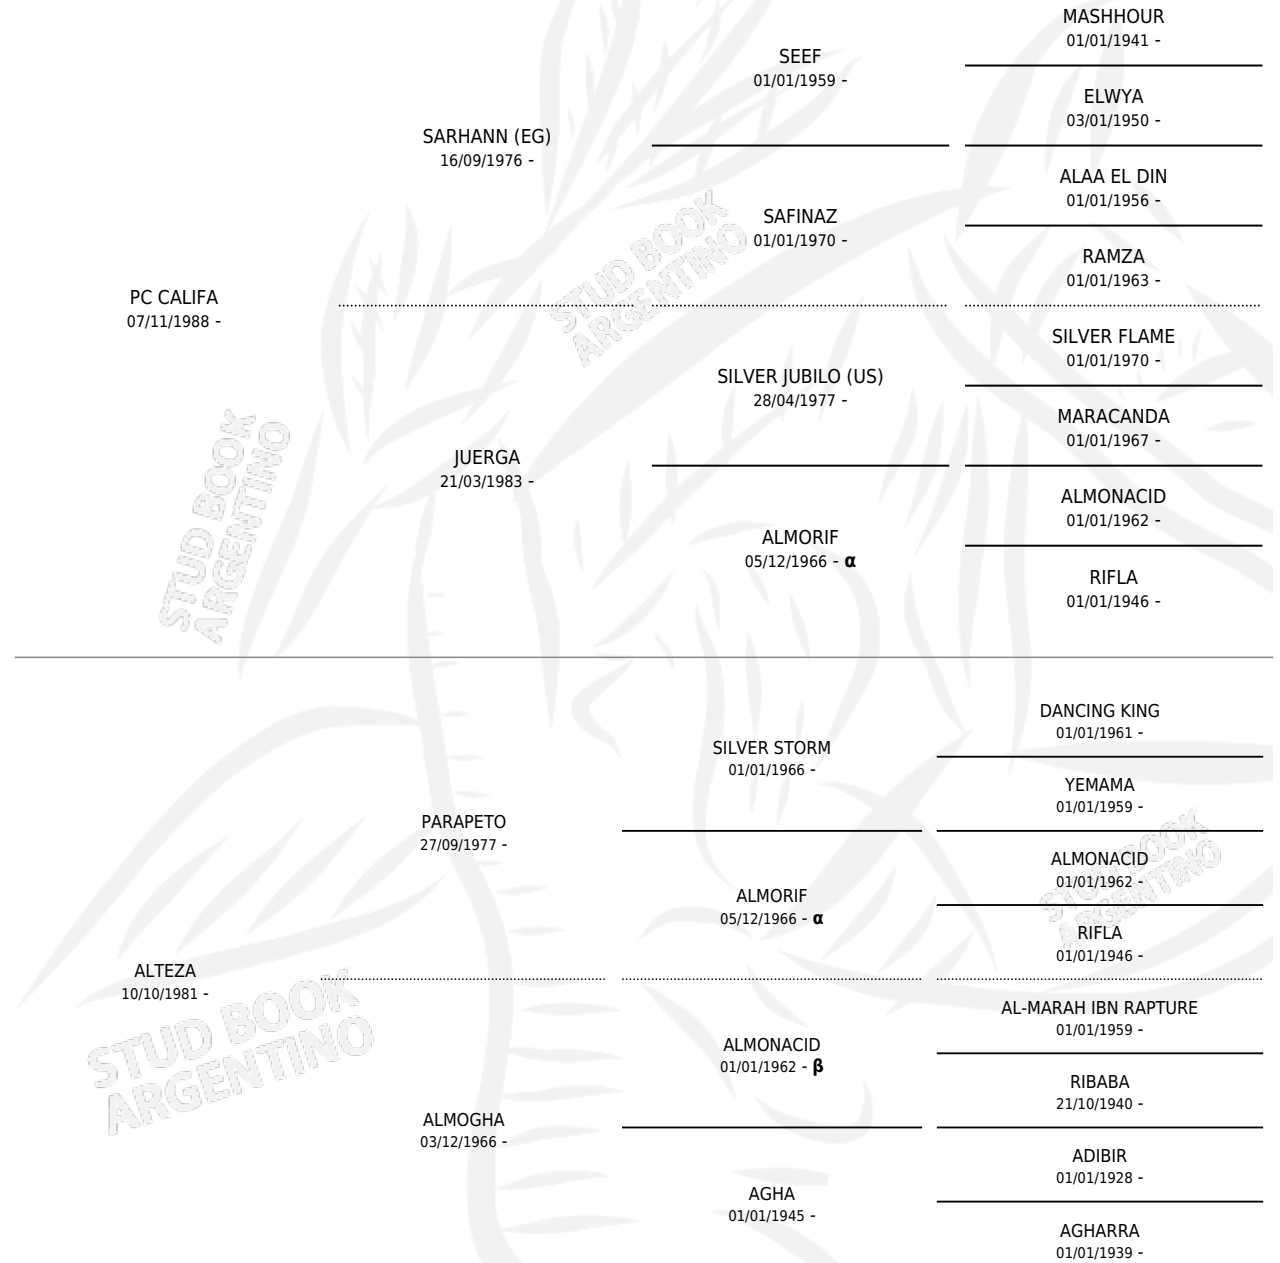 MASHHOUR
01/01/1941 -
SEEF
01/01/1959 -
ELWYA
03/01/1950 -
SARHANN (EG)
16/09/1976 -
ALAA EL DIN
01/01/1956 -
SAFINAZ
01/01/1970 -
RAMZA
01/01/1963 -
STUD BOOK
ARGENTINO
PC CALIFA
07/11/1988 -
SILVER FLAME
01/01/1970 -
SILVER JUBILO (US)
28/04/1977 -
MARACANDA
01/01/1967 -
STUD BOOK
ARGENTINO
JUERGA
21/03/1983 -
ALMONACID
01/01/1962 -
ALMORIF
05/12/1966 - α
RIFLA
01/01/1946 -
DANCING KING
01/01/1961 -
SILVER STORM
01/01/1966 -
YEMAMA
01/01/1959 -
PARAPETO
27/09/1977 -
STUD BOOK
ARGENTINO
ALMONACID
01/01/1962 -
ALMORIF
05/12/1966 - α
RIFLA
01/01/1946 -
ALTEZA
10/10/1981 -
STUD BOOK
ARGENTINO
AL-MARAH IBN RAPTURE
01/01/1959 -
ALMONACID
01/01/1962 - β
RIBABA
21/10/1940 -
ALMOGHA
03/12/1966 -
ADIBIR
01/01/1928 -
AGHA
01/01/1945 -
AGHARRA
01/01/1939 -